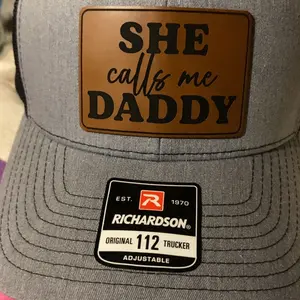 SHE
calls me
DADDY
EST. R 1970
RICHARDSON®
ORIGINAL 112 TRUCKER
ADJUSTABLE